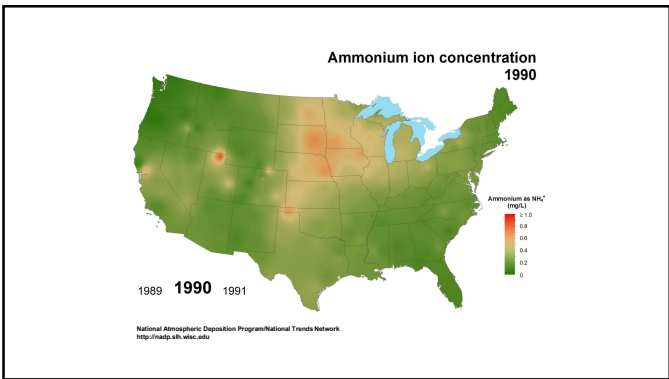 Ammonium ion concentration
1990
Ammonium as NH₄⁺
(mg/L)
≥ 1.0
0.8
0.6
0.4
0.2
0
1989 1990 1991
National Atmospheric Deposition Program/National Trends Network
http://nadp.slh.wisc.edu